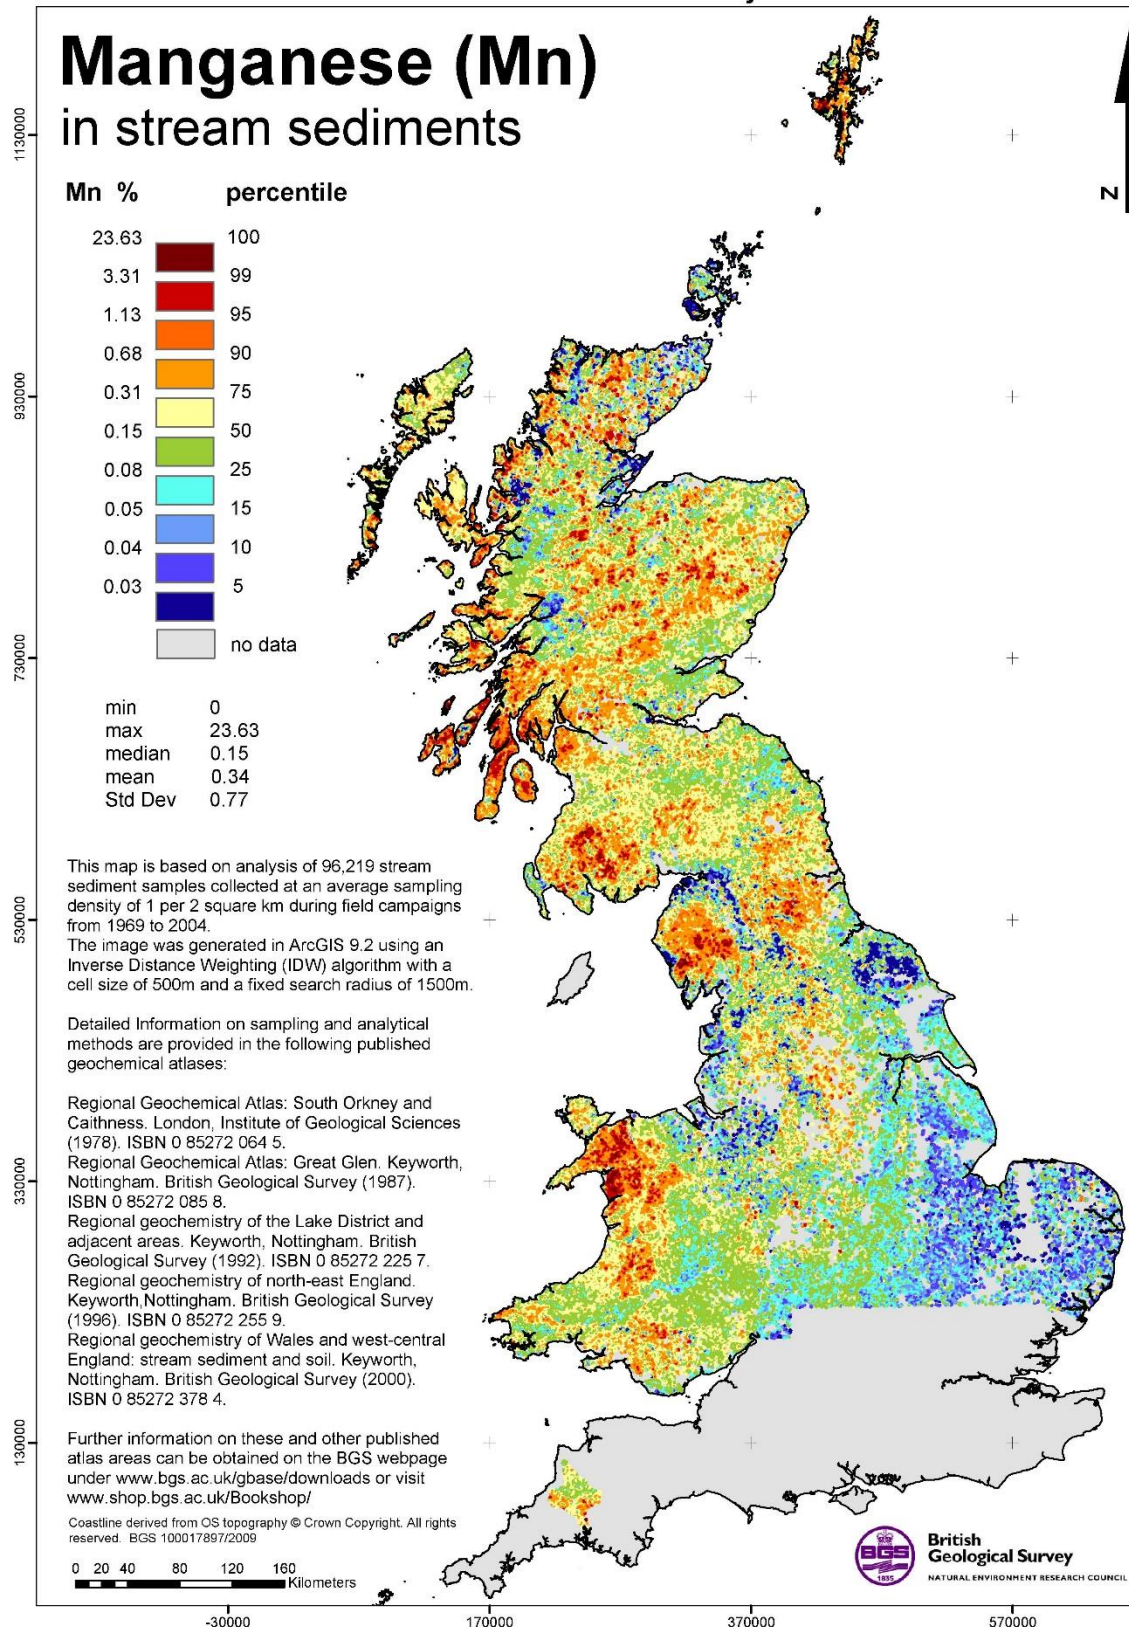 Manganese (Mn)
in stream sediments
Mn %
percentile
23.63
100
3.31
99
1.13
95
0.68
90
0.31
75
0.15
50
0.08
25
0.05
15
0.04
10
0.03
5
no data
min 0
max 23.63
median 0.15
mean 0.34
Std Dev 0.77
This map is based on analysis of 96,219 stream
sediment samples collected at an average sampling
density of 1 per 2 square km during field campaigns
from 1969 to 2004.
The image was generated in ArcGIS 9.2 using an
Inverse Distance Weighting (IDW) algorithm with a
cell size of 500m and a fixed search radius of 1500m.
Detailed Information on sampling and analytical
methods are provided in the following published
geochemical atlases:
Regional Geochemical Atlas: South Orkney and
Caithness. London, Institute of Geological Sciences
(1978). ISBN 0 85272 064 5.
Regional Geochemical Atlas: Great Glen. Keyworth,
Nottingham. British Geological Survey (1987).
ISBN 0 85272 085 8.
Regional geochemistry of the Lake District and
adjacent areas. Keyworth, Nottingham. British
Geological Survey (1992). ISBN 0 85272 225 7.
Regional geochemistry of north-east England.
Keyworth,Nottingham. British Geological Survey
(1996). ISBN 0 85272 255 9.
Regional geochemistry of Wales and west-central
England: stream sediment and soil. Keyworth,
Nottingham. British Geological Survey (2000).
ISBN 0 85272 378 4.
Further information on these and other published
atlas areas can be obtained on the BGS webpage
under www.bgs.ac.uk/gbase/downloads or visit
www.shop.bgs.ac.uk/Bookshop/
Coastline derived from OS topography © Crown Copyright. All rights
reserved. BGS 100017897/2009
0 20 40 80 120 160
Kilometers
N
1130000
930000
730000
530000
330000
130000
-30000
170000
370000
570000
BGS
1835
British
Geological Survey
NATURAL ENVIRONMENT RESEARCH COUNCIL